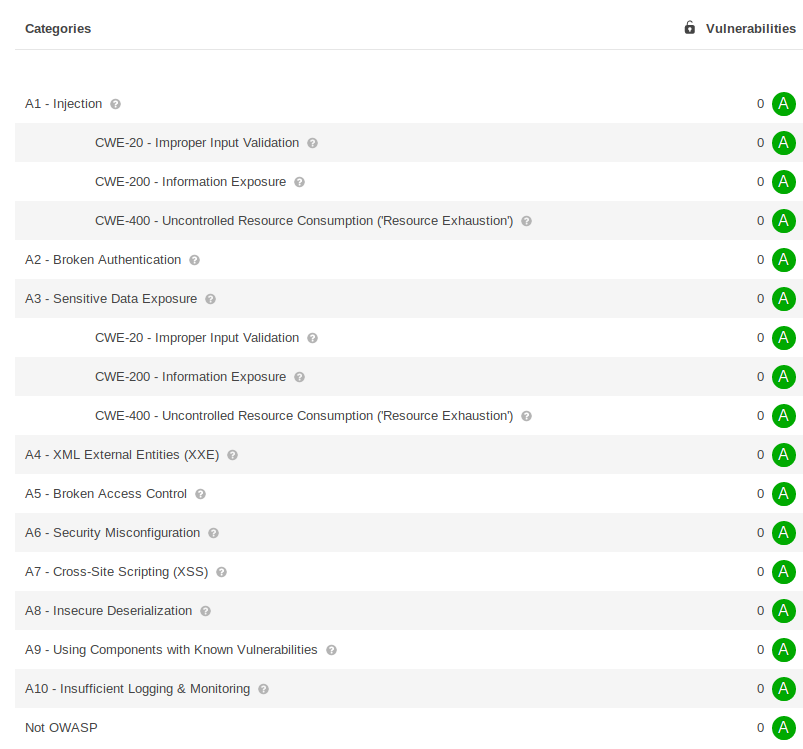 Categories Vulnerabilities
A1 - Injection ? 0 A
CWE-20 - Improper Input Validation ? 0 A
CWE-200 - Information Exposure ? 0 A
CWE-400 - Uncontrolled Resource Consumption ('Resource Exhaustion') ? 0 A
A2 - Broken Authentication ? 0 A
A3 - Sensitive Data Exposure ? 0 A
CWE-20 - Improper Input Validation ? 0 A
CWE-200 - Information Exposure ? 0 A
CWE-400 - Uncontrolled Resource Consumption ('Resource Exhaustion') ? 0 A
A4 - XML External Entities (XXE) ? 0 A
A5 - Broken Access Control ? 0 A
A6 - Security Misconfiguration ? 0 A
A7 - Cross-Site Scripting (XSS) ? 0 A
A8 - Insecure Deserialization ? 0 A
A9 - Using Components with Known Vulnerabilities ? 0 A
A10 - Insufficient Logging & Monitoring ? 0 A
Not OWASP 0 A